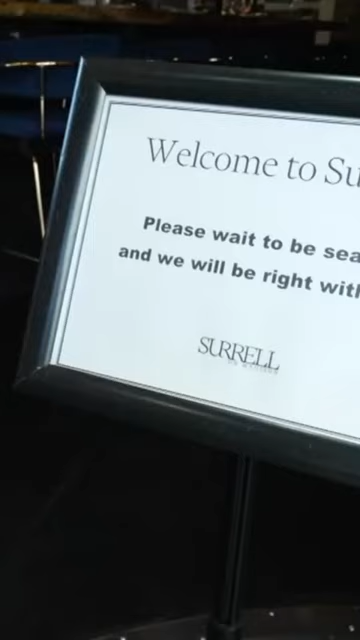 Welcome to Su
Please wait to be sea
and we will be right with
SURRELL